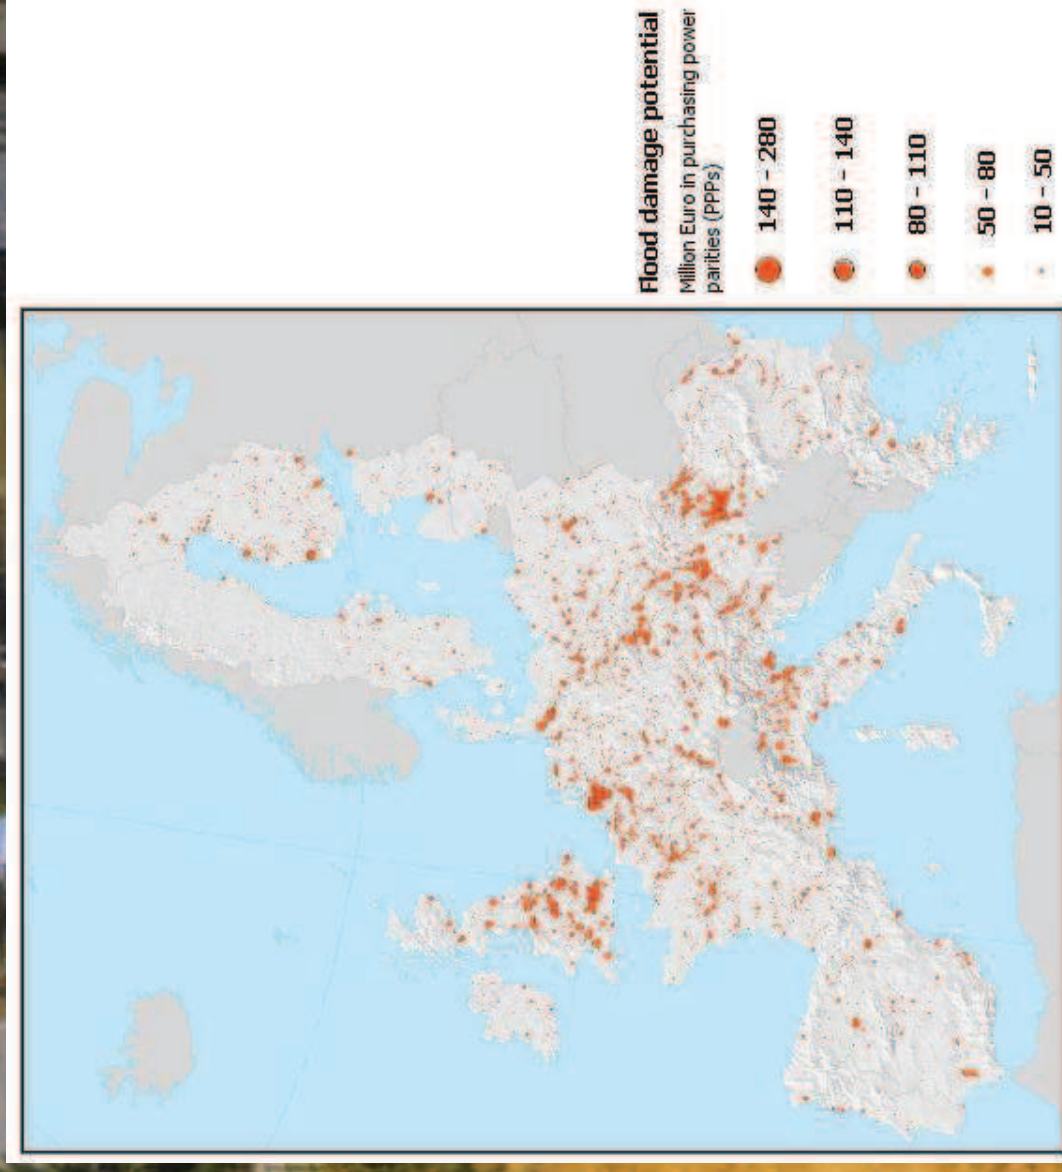 Flood damage potential
Million Euro in purchasing power
parities (PPPs)
140 - 280
110 - 140
80 - 110
50 - 80
10 - 50